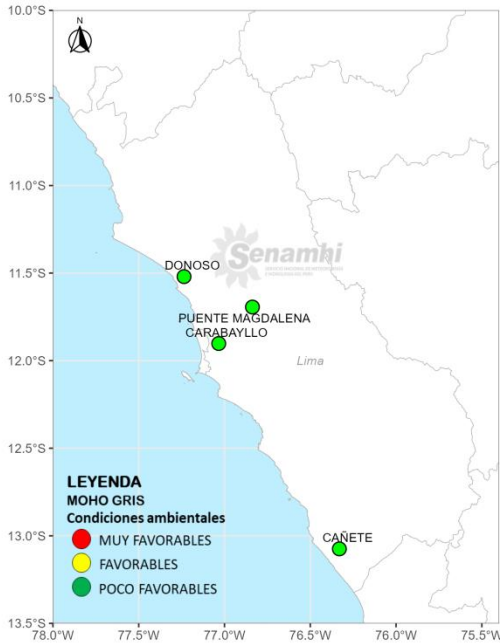 10.0°S
N
10.5°S
11.0°S
Senamhi
11.5°S
DONOSO
PUENTE MAGDALENA
CARABAYLLO
12.0°S
Lima
12.5°S
LEYENDA
MOHO GRIS
Condiciones ambientales
13.0°S
CAÑETE
MUY FAVORABLES
FAVORABLES
POCO FAVORABLES
13.5°S
78.0°W 77.5°W 77.0°W 76.5°W 76.0°W 75.5°W